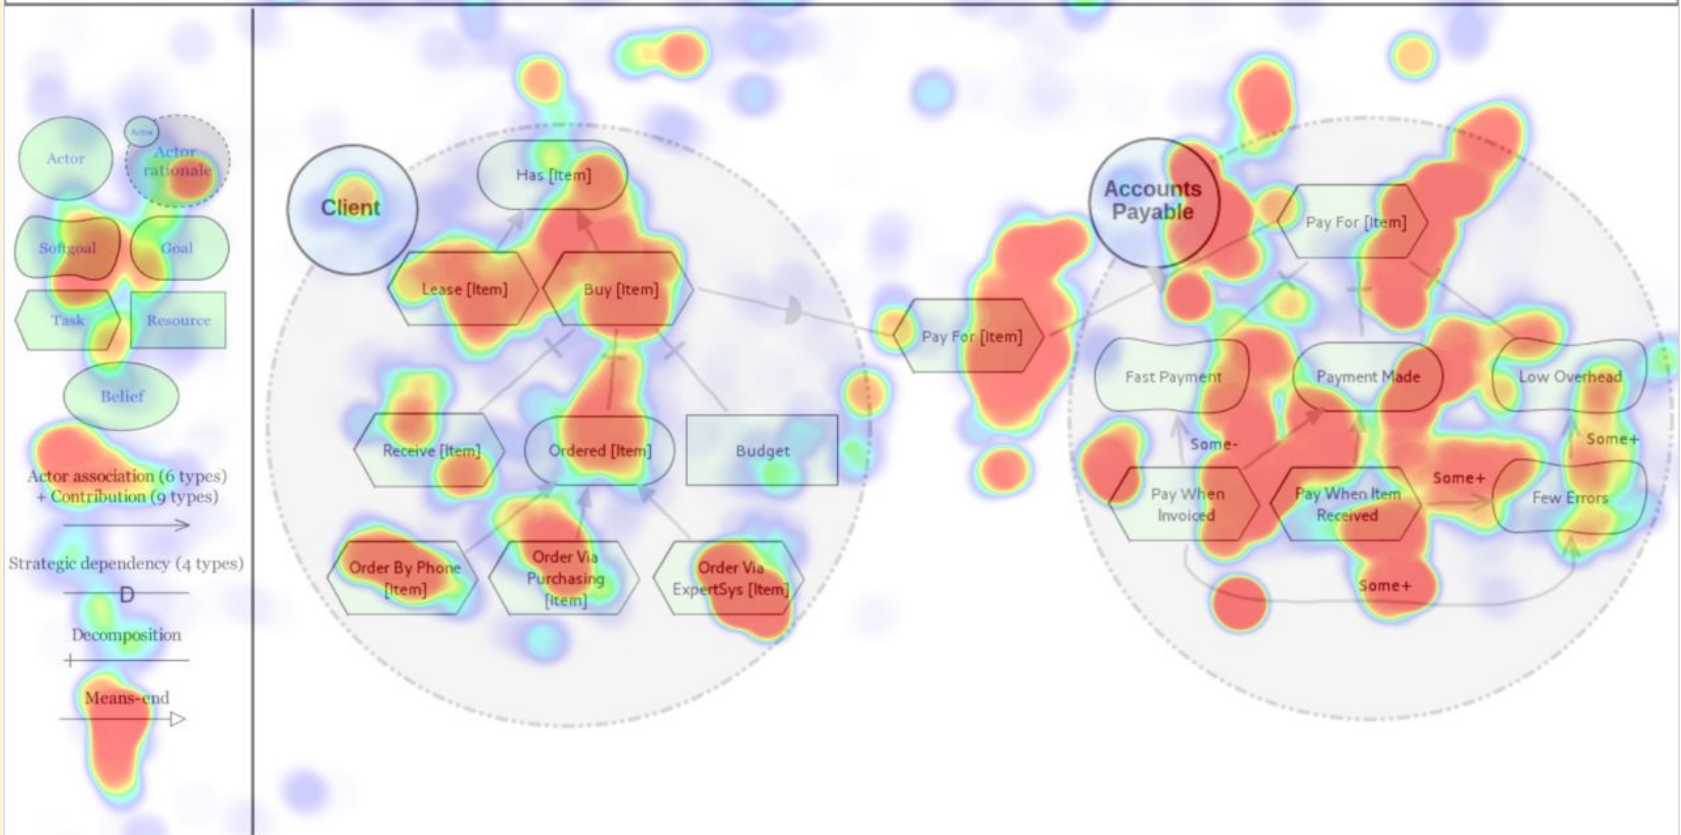 Actor
Actor
Actor
rationale
Softgoal
Goal
Task
Resource
Belief
Actor association (6 types)
+ Contribution (9 types)
Strategic dependency (4 types)
D
Decomposition
Means-end
Client
Has [Item]
Lease [Item]
Buy [Item]
Receive [Item]
Ordered [Item]
Budget
Order By Phone
[Item]
Order Via
Purchasing
[Item]
Order Via
ExpertSys [Item]
Pay For [Item]
Accounts
Payable
Pay For [Item]
Fast Payment
Payment Made
Low Overhead
Some-
Some+
Some+
Pay When
Invoiced
Pay When Item
Received
Few Errors
Some+